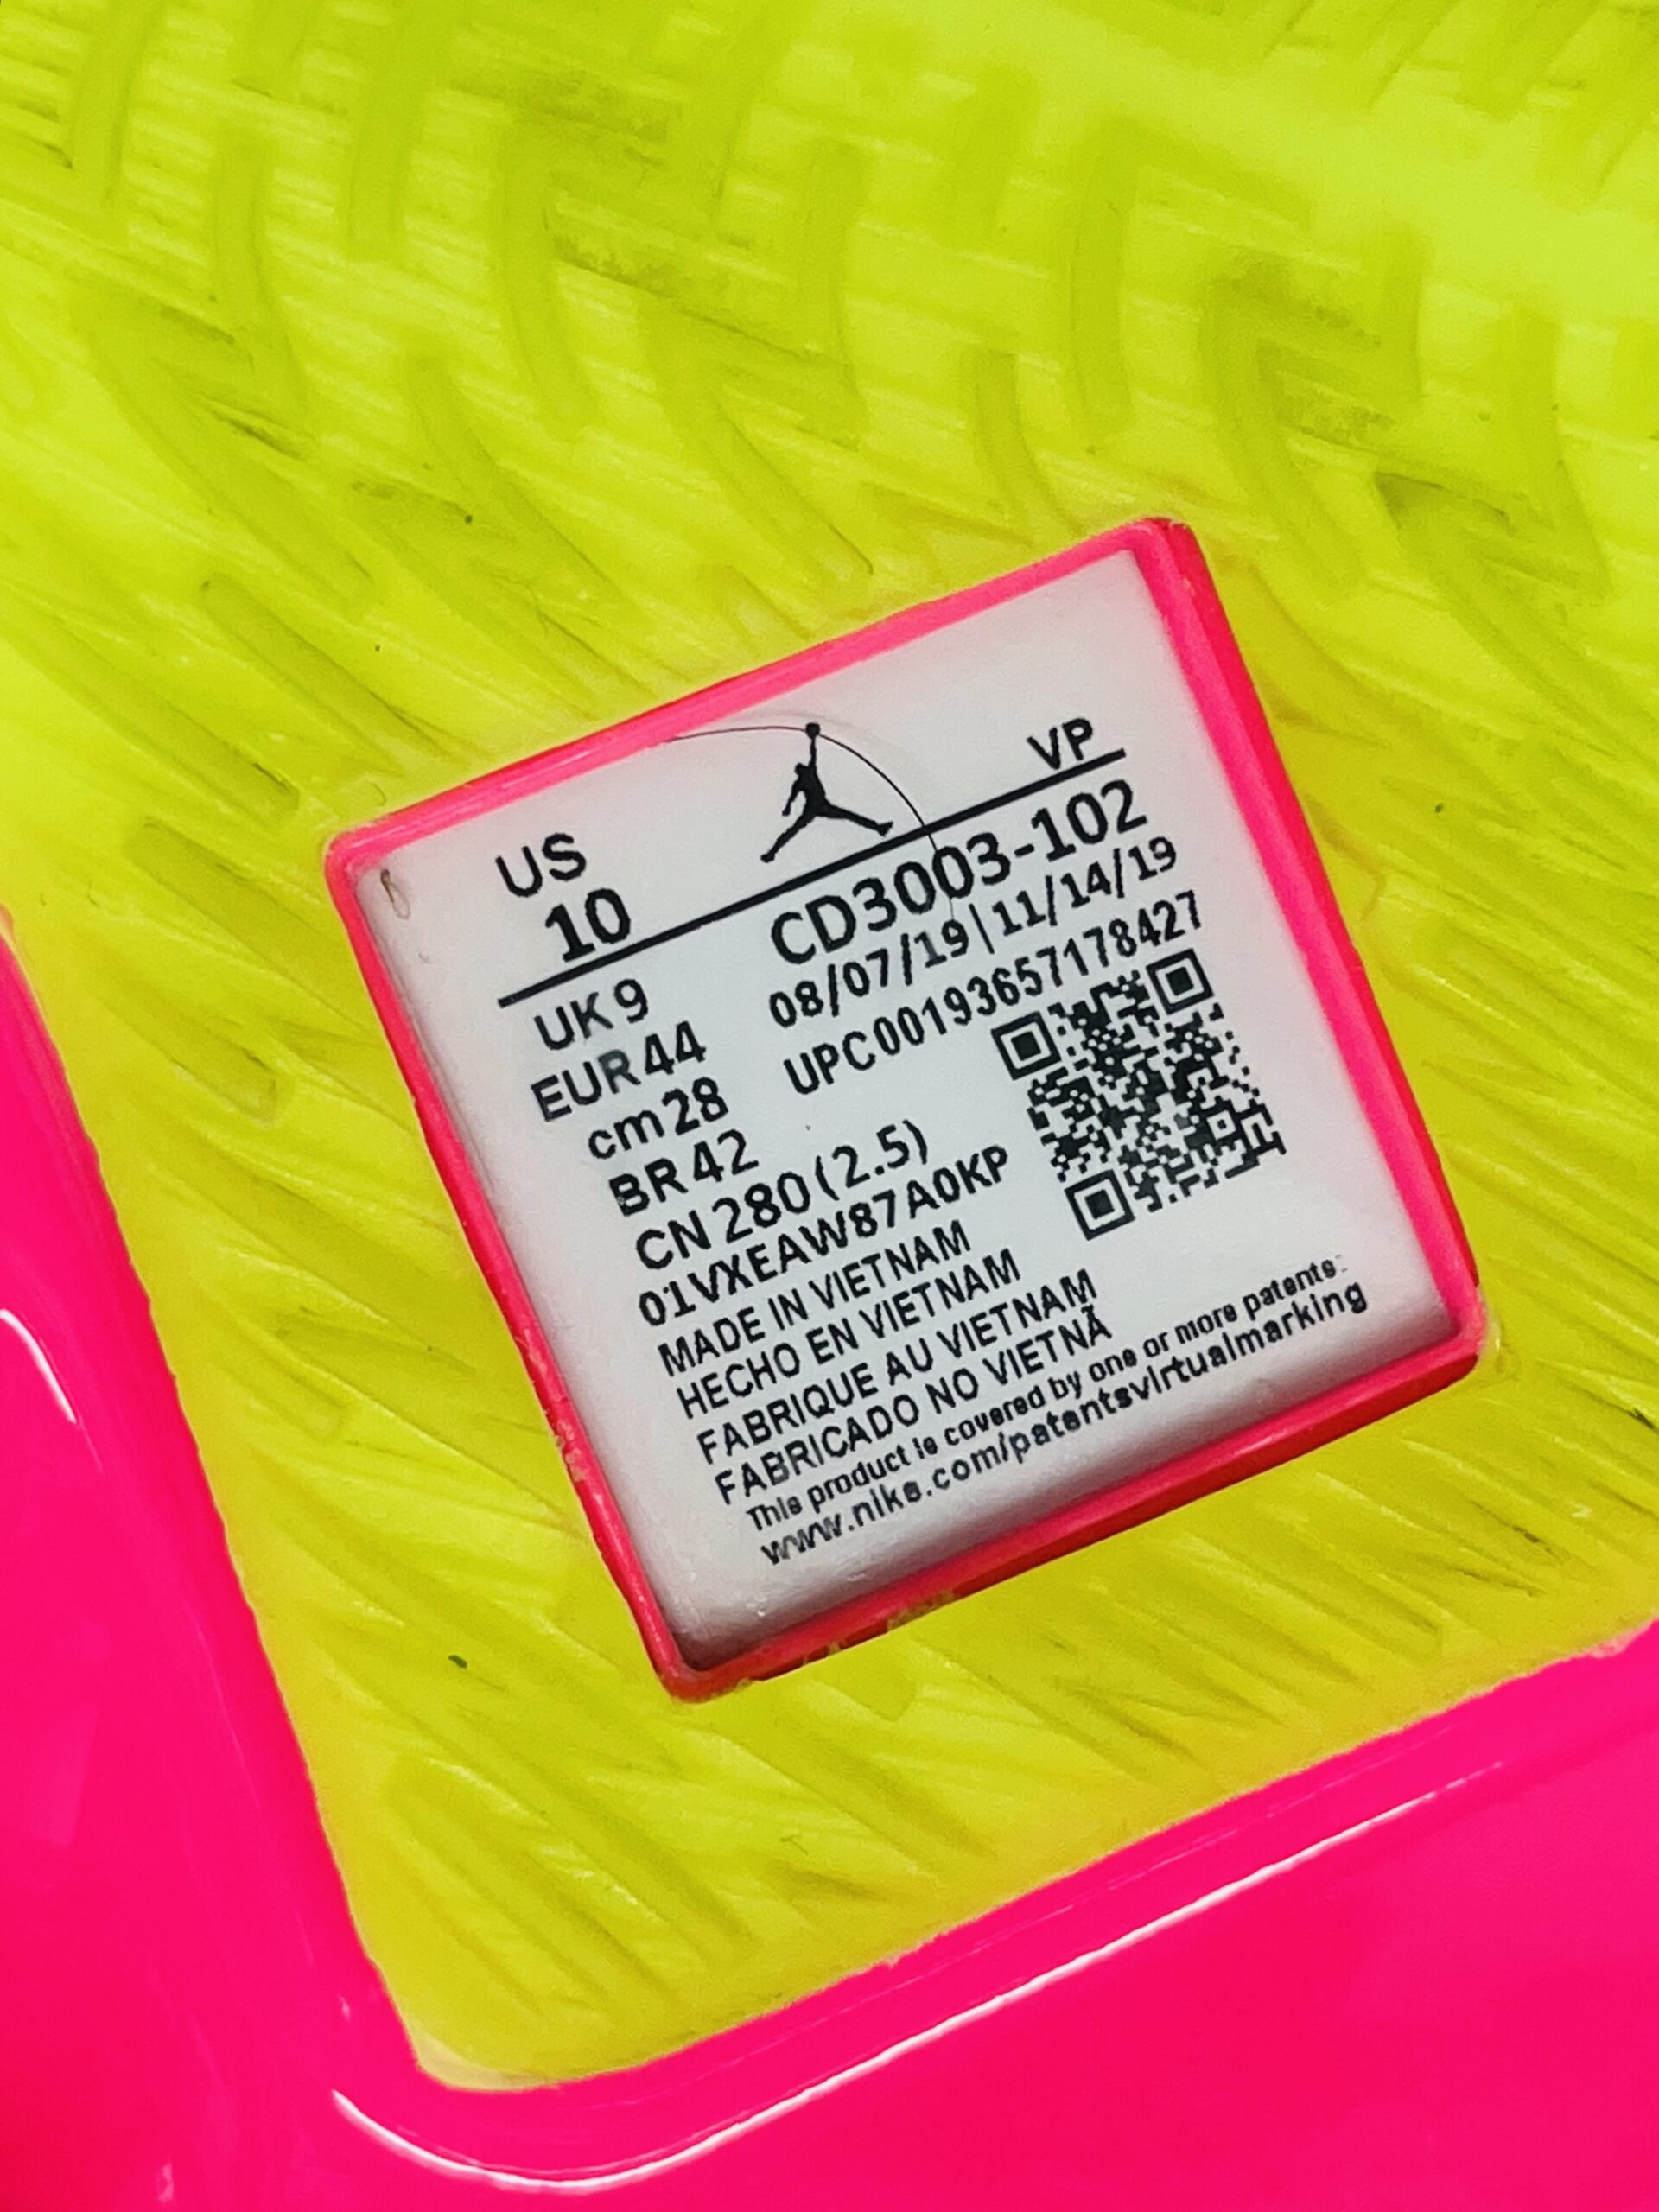 US
10
VP
CD3003-102
08/07/19|11/14/19
UPC00193657178427
UK 9
EUR 44
cm 28
BR 42
CN 280 (2.5)
01VXEAW87A0KP
MADE IN VIETNAM
HECHO EN VIETNAM
FABRIQUE AU VIETNAM
FABRICADO NO VIETNÃ
This product is covered by one or more patents:
www.nike.com/patentsvirtualmarking